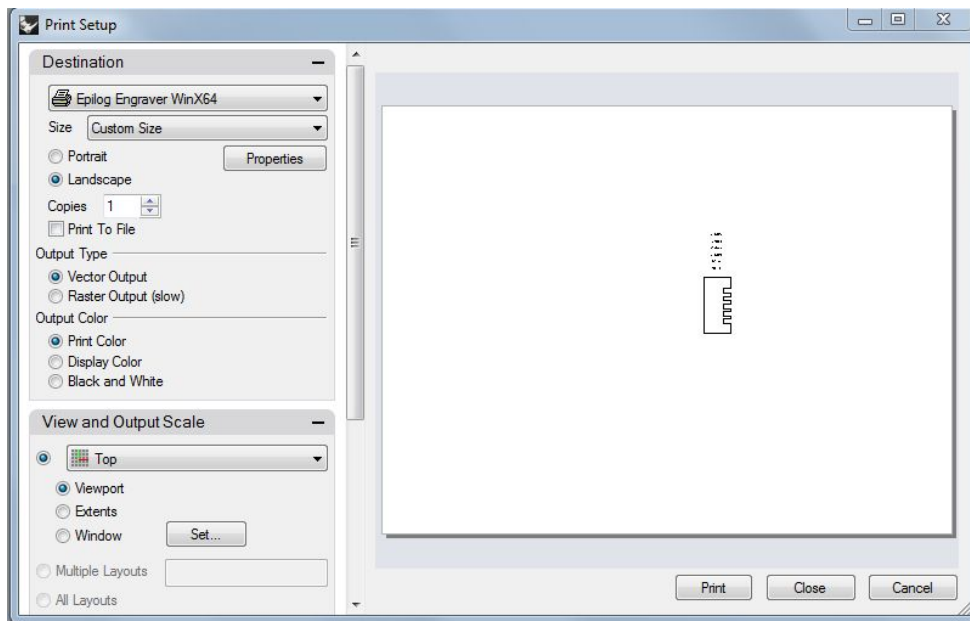 Print Setup
Destination
Epilog Engraver WinX64
Size Custom Size
Portrait
Properties
Landscape
Copies 1
Print To File
Output Type
Vector Output
Raster Output (slow)
Output Color
Print Color
Display Color
Black and White
View and Output Scale
Top
Viewport
Extents
Window Set...
Multiple Layouts
All Layouts
Print Close Cancel